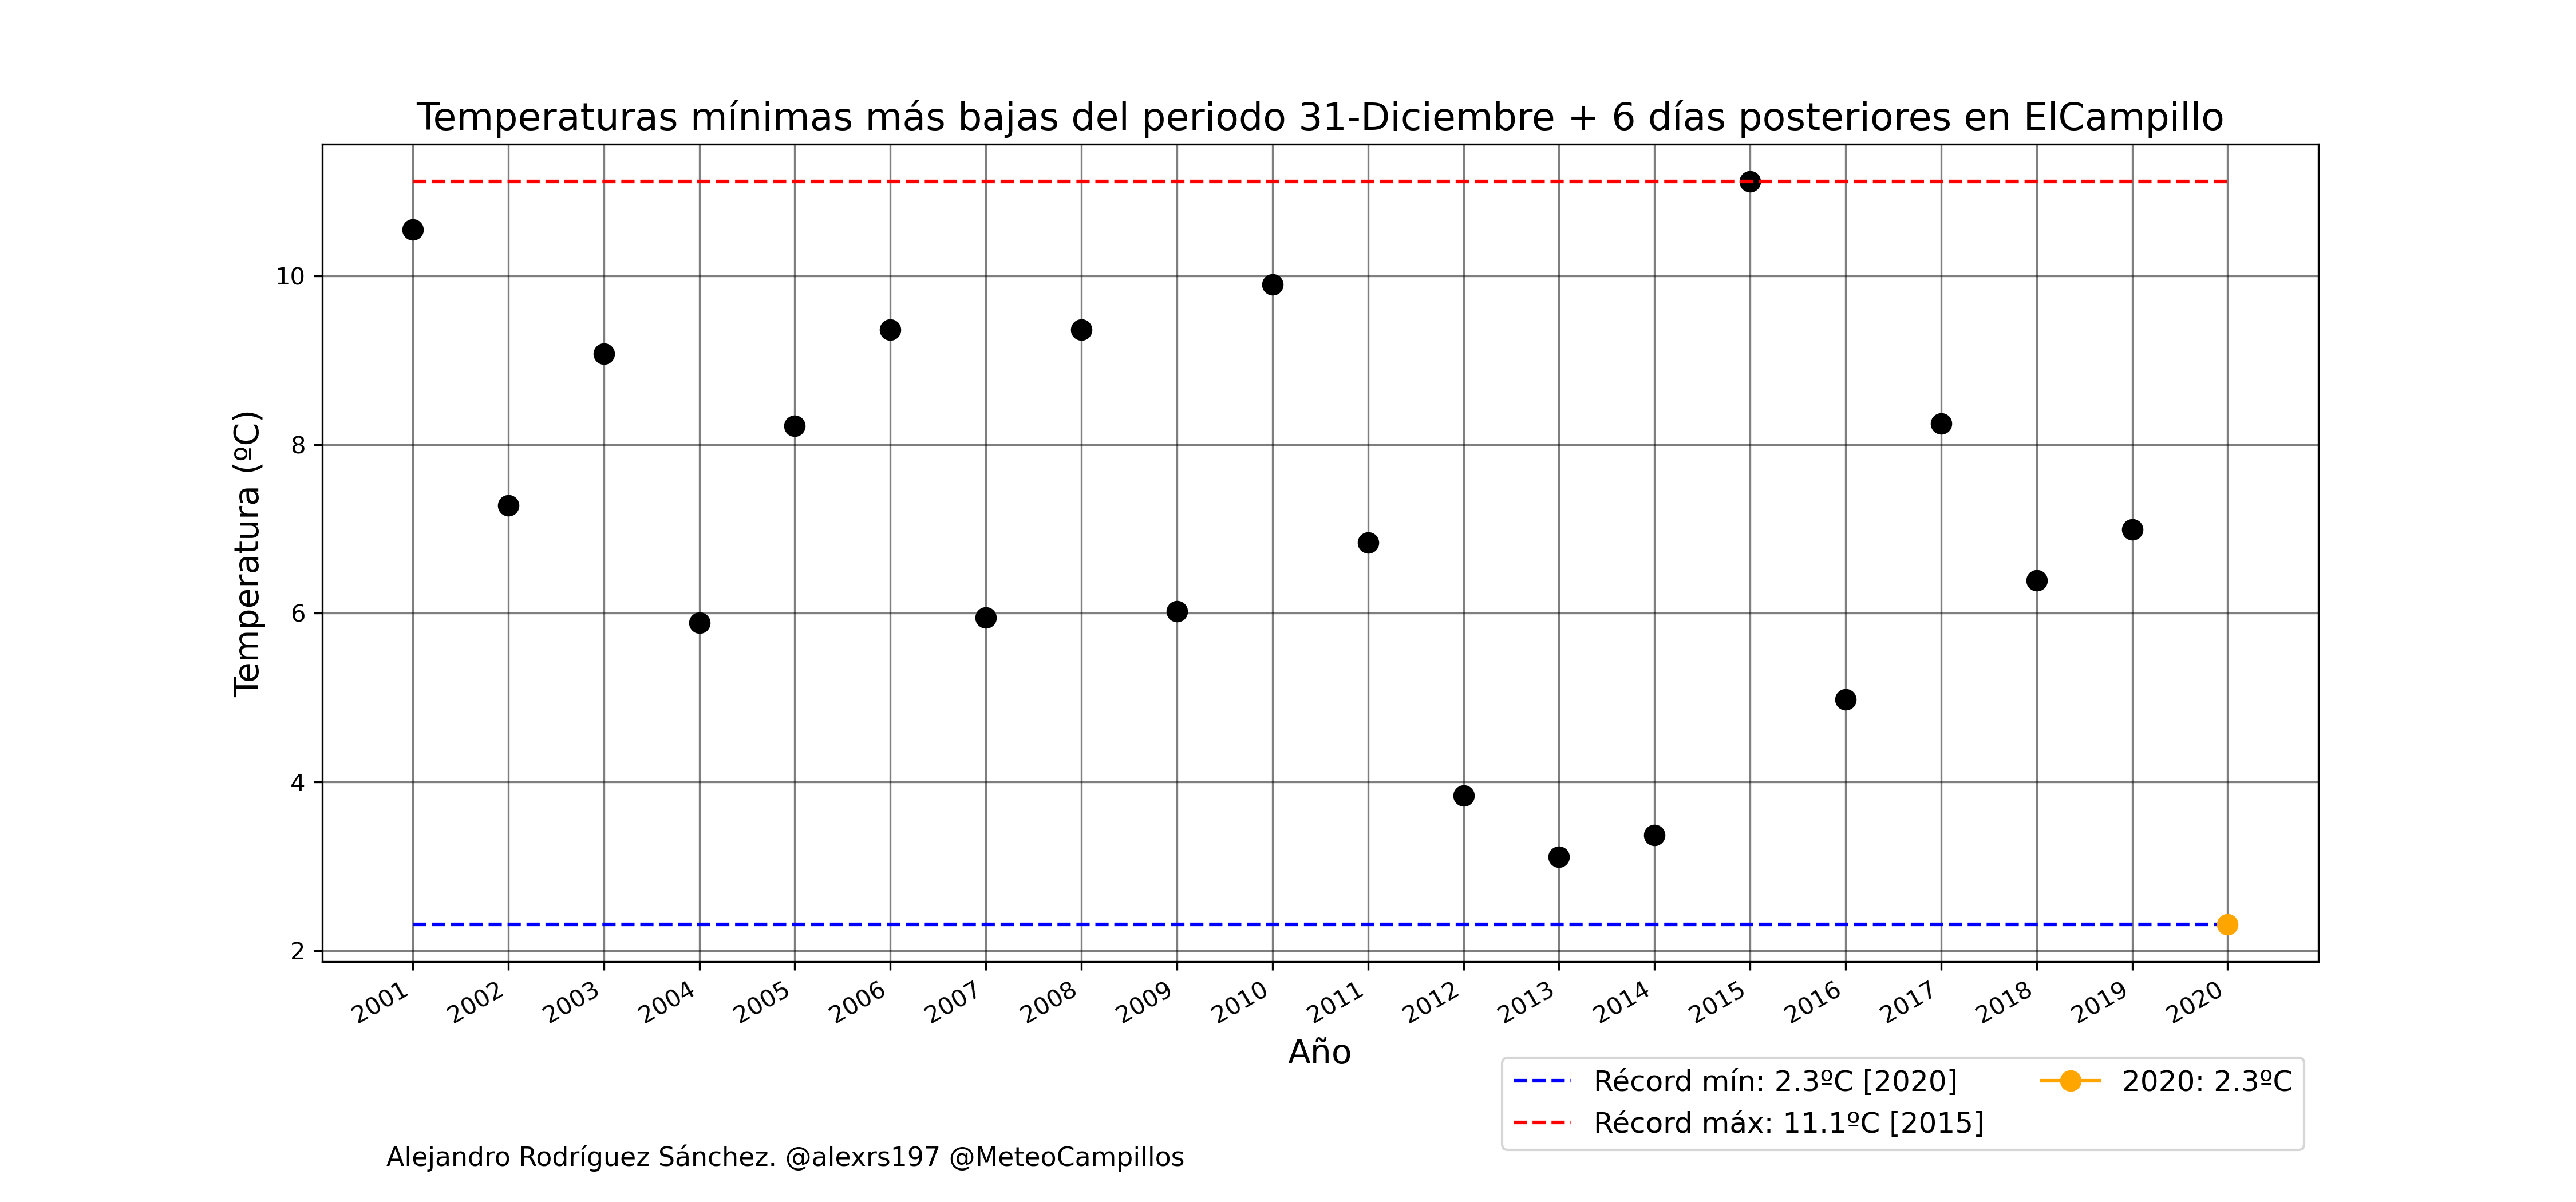 Temperaturas mínimas más bajas del periodo 31-Diciembre + 6 días posteriores en ElCampillo
Temperatura (ºC)
10
8
6
4
2
2001 2002 2003 2004 2005 2006 2007 2008 2009 2010 2011 2012 2013 2014 2015 2016 2017 2018 2019 2020
Año
Récord mín: 2.3ºC [2020]
Récord máx: 11.1ºC [2015]
2020: 2.3ºC
Alejandro Rodríguez Sánchez. @alexrs197 @MeteoCampillos